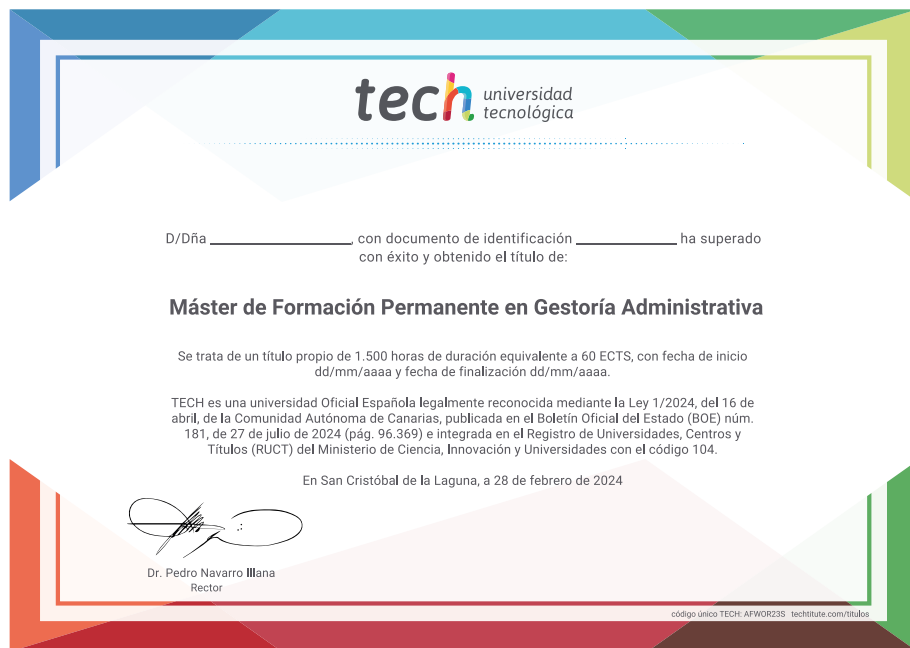 tech universidad
tecnológica
D/Dña ______________, con documento de identificación __________ ha superado
con éxito y obtenido el título de:
Máster de Formación Permanente en Gestoría Administrativa
Se trata de un título propio de 1.500 horas de duración equivalente a 60 ECTS, con fecha de inicio
dd/mm/aaaa y fecha de finalización dd/mm/aaaa.
TECH es una universidad Oficial Española legalmente reconocida mediante la Ley 1/2024, del 16 de
abril, de la Comunidad Autónoma de Canarias, publicada en el Boletín Oficial del Estado (BOE) núm.
181, de 27 de julio de 2024 (pág. 96.369) e integrada en el Registro de Universidades, Centros y
Títulos (RUCT) del Ministerio de Ciencia, Innovación y Universidades con el código 104.
En San Cristóbal de la Laguna, a 28 de febrero de 2024
Dr. Pedro Navarro Illana
Rector
código único TECH: AFWOR23S techtitute.com/titulos